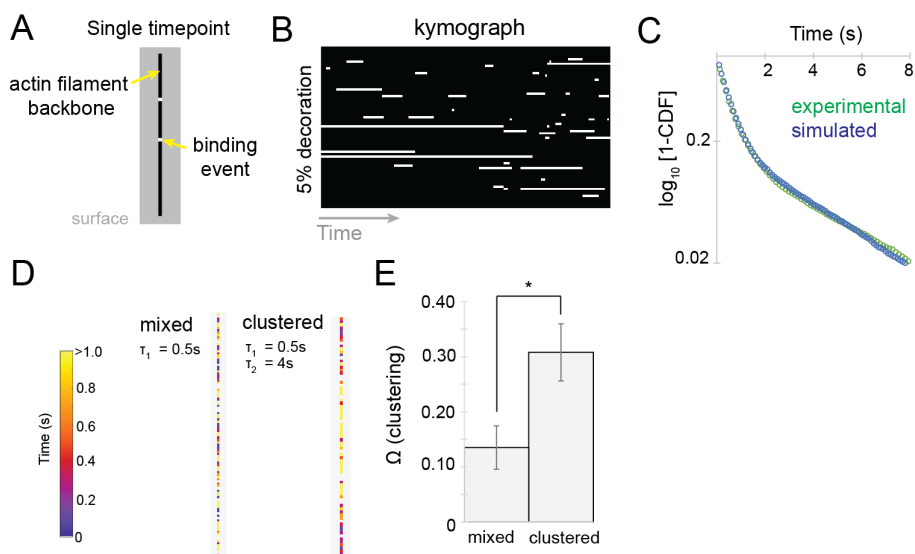 A
Single timepoint
actin filament
backbone
binding
event
surface
B
kymograph
5% decoration
Time
C
Time (s)
2
4
6
8
experimental
simulated
log10 [1-CDF]
0.2
0.02
D
mixed
τ1 = 0.5s
clustered
τ1 = 0.5s
τ2 = 4s
>1.0
0.8
0.6
0.4
0.2
0
Time (s)
E
*
0.40
0.30
0.20
0.10
0
Ω (clustering)
mixed
clustered